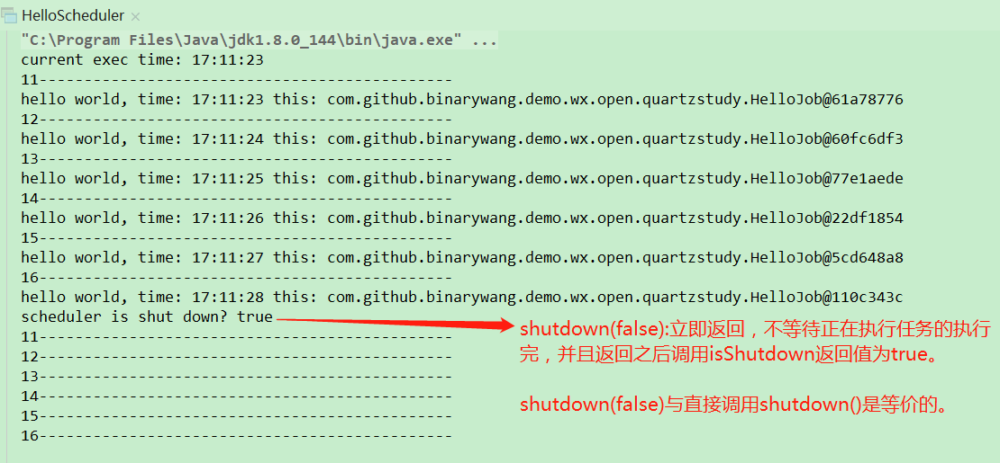 HelloScheduler
"C:\Program Files\Java\jdk1.8.0_144\bin\java.exe" ...
current exec time: 17:11:23
11----------------------------------------------
hello world, time: 17:11:23 this: com.github.binarywang.demo.wx.open.quartzstudy.HelloJob@61a78776
12----------------------------------------------
hello world, time: 17:11:24 this: com.github.binarywang.demo.wx.open.quartzstudy.HelloJob@60fc6df3
13----------------------------------------------
hello world, time: 17:11:25 this: com.github.binarywang.demo.wx.open.quartzstudy.HelloJob@77e1aede
14----------------------------------------------
hello world, time: 17:11:26 this: com.github.binarywang.demo.wx.open.quartzstudy.HelloJob@22df1854
15----------------------------------------------
hello world, time: 17:11:27 this: com.github.binarywang.demo.wx.open.quartzstudy.HelloJob@5cd648a8
16----------------------------------------------
hello world, time: 17:11:28 this: com.github.binarywang.demo.wx.open.quartzstudy.HelloJob@110c343c
scheduler is shut down? true
11----------------------------------------------
12----------------------------------------------
13----------------------------------------------
14----------------------------------------------
15----------------------------------------------
16----------------------------------------------
shutdown(false):立即返回，不等待正在执行任务的执行
完，并且返回之后调用isShutdown返回值为true。
shutdown(false)与直接调用shutdown()是等价的。